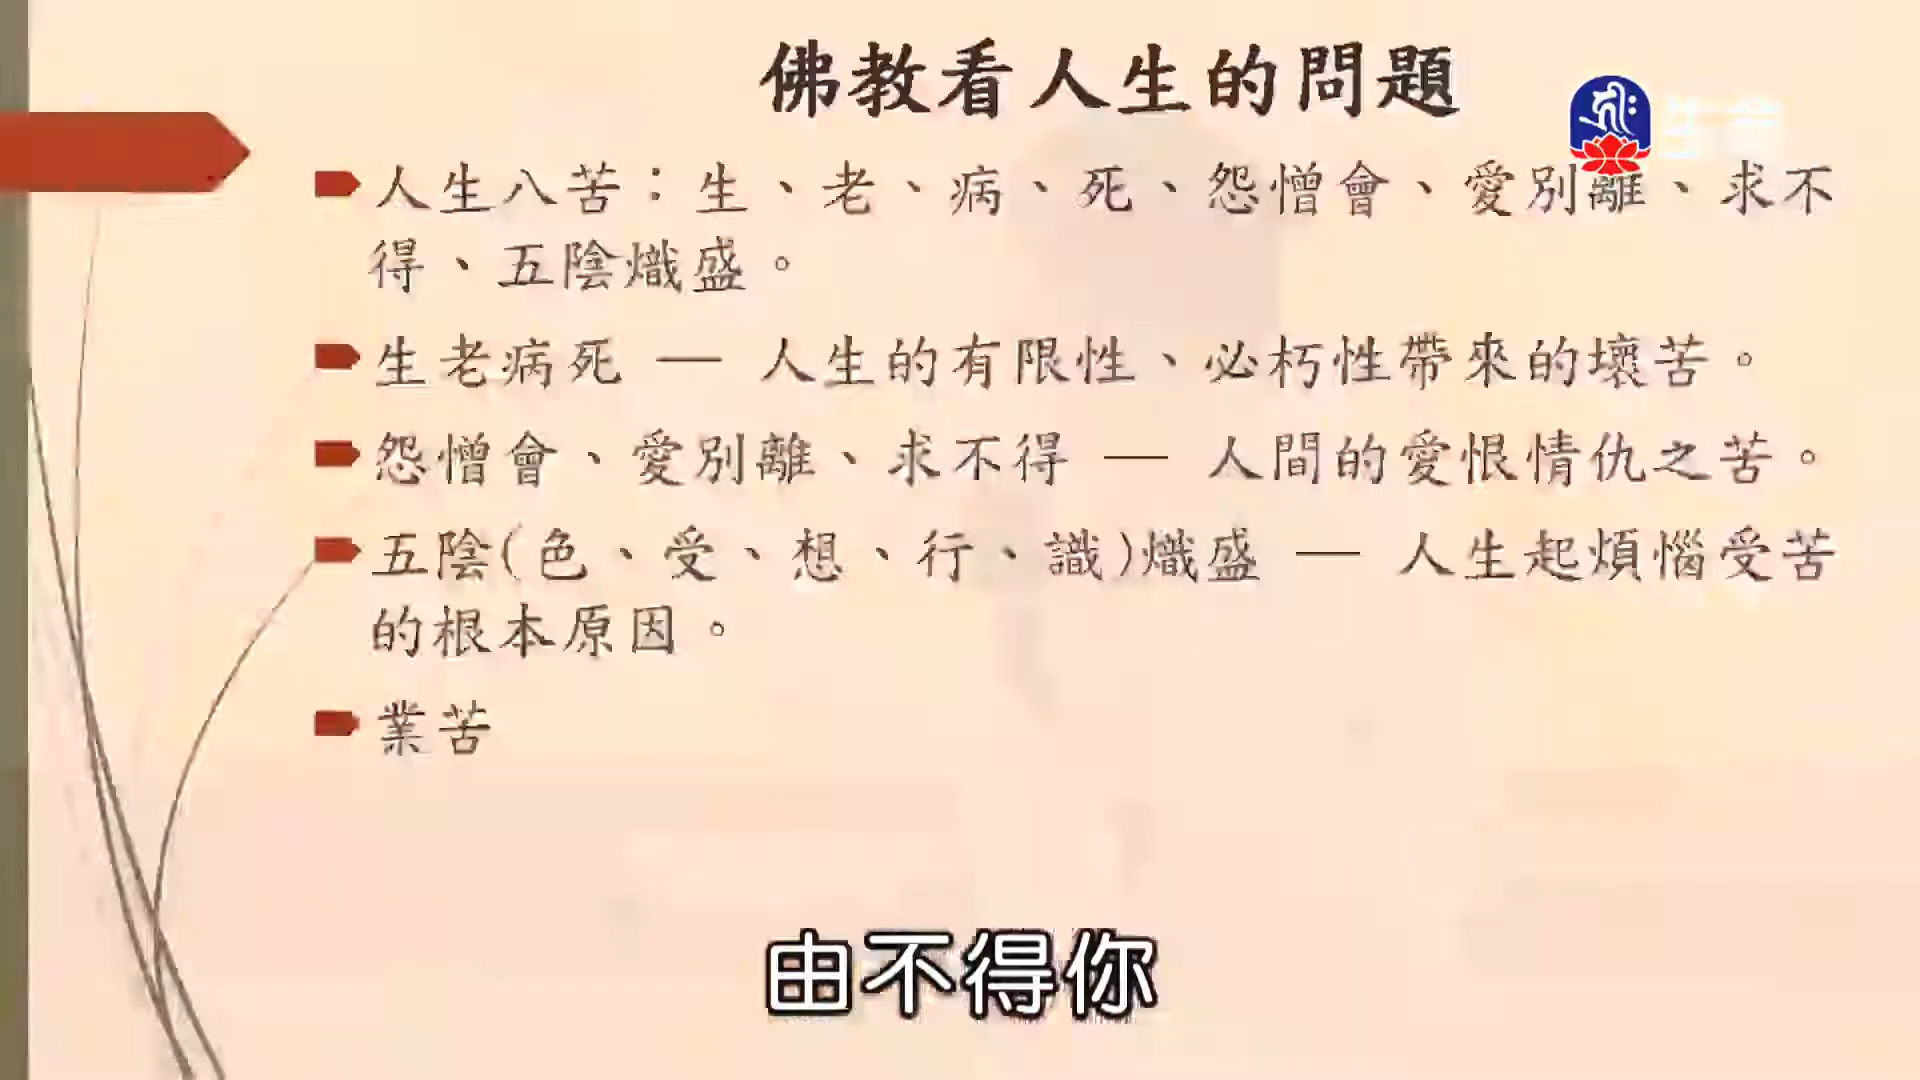 佛教看人生的問題
人生八苦：生、老、病、死、怨憎會、愛別離、求不
得、五陰熾盛。
生老病死 — 人生的有限性、必朽性帶來的壞苦。
怨憎會、愛別離、求不得 — 人間的愛恨情仇之苦。
五陰(色、受、想、行、識)熾盛 — 人生起煩惱受苦
的根本原因。
業苦
由不得你